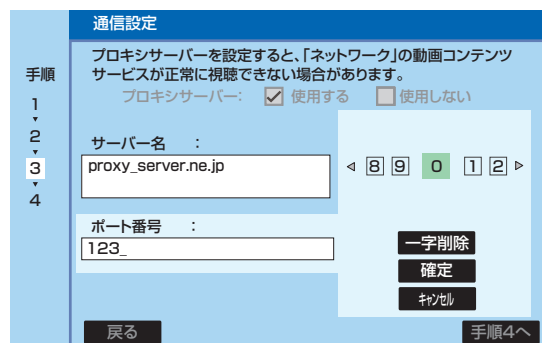 通信設定
プロキシサーバーを設定すると、「ネットワーク」の動画コンテンツ
サービスが正常に視聴できない場合があります。
プロキシサーバー: 使用する 使用しない
手順
1
2
3
4
サーバー名 :
proxy_server.ne.jp
8 9 0 1 2
ポート番号 :
123_
一字削除
確定
ｷｬﾝｾﾙ
戻る
手順4へ